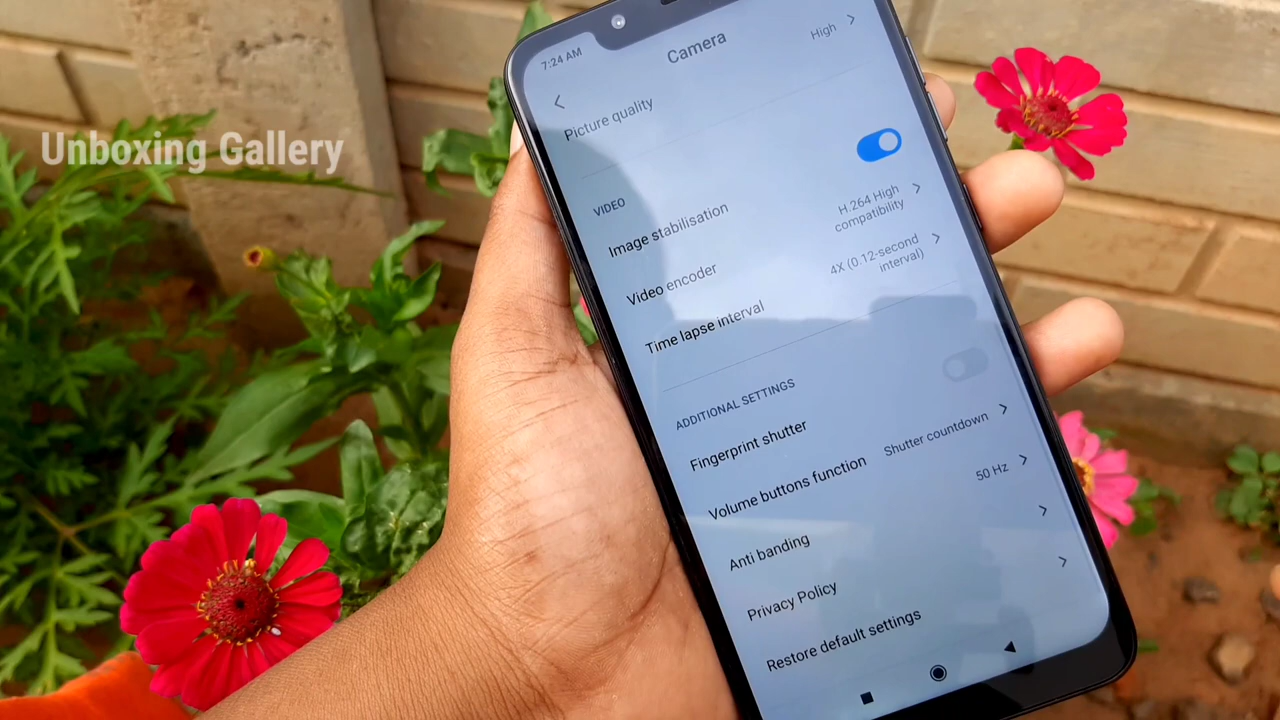 Unboxing Gallery
7:24 AM
Camera
Picture quality
High
VIDEO
Image stabilisation
Video encoder
H.264 High
compatibility
Time lapse interval
4X (0.12-second
interval)
ADDITIONAL SETTINGS
Fingerprint shutter
Volume buttons function
Shutter countdown
Anti banding
50 Hz
Privacy Policy
Restore default settings